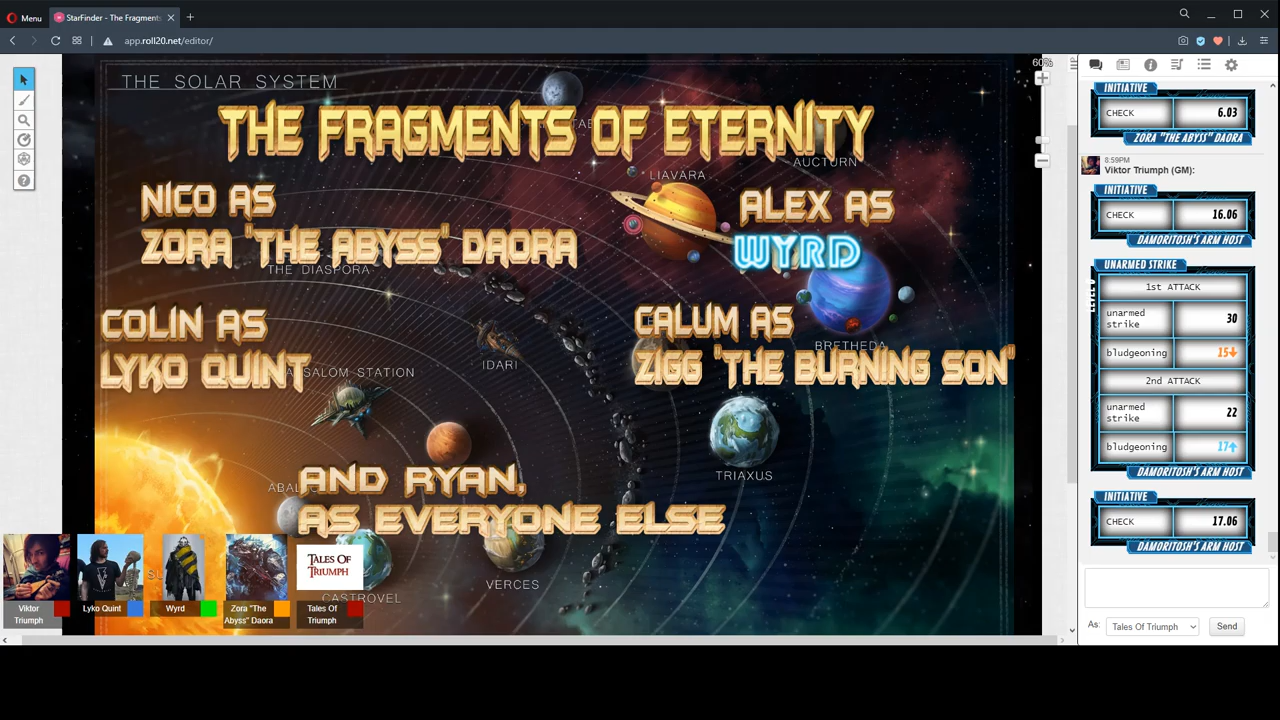 Menu
StarFinder - The Fragments
app.roll20.net/editor/
60%
THE SOLAR SYSTEM
THE FRAGMENTS OF ETERNITY
AUCTURN
LIAVARA
NICO AS
ZORA "THE ABYSS" DAORA
THE DIASPORA
ALEX AS
WYRD
COLIN AS
LYKO QUINT
STATION
IDARI
CALUM AS
ZIGG "THE BURNING SON"
BRETHEDA
TRIAXUS
AND RYAN,
AS EVERYONE ELSE
VERCES
CASTROVEL
TALES OF
TRIUMPH
Viktor
Triumph
Lyko Quint
Wyrd
Zora "The
Abyss" Daora
Tales Of
Triumph
INITIATIVE
CHECK 6.03
ZORA "THE ABYSS" DAORA
8:59PM
Viktor Triumph (GM):
INITIATIVE
CHECK 16.06
DAMORITOSH'S ARM HOST
UNARMED STRIKE
1st ATTACK
unarmed
strike 30
bludgeoning 15
2nd ATTACK
unarmed
strike 22
bludgeoning 17
DAMORITOSH'S ARM HOST
INITIATIVE
CHECK 17.06
DAMORITOSH'S ARM HOST
As: Tales Of Triumph Send